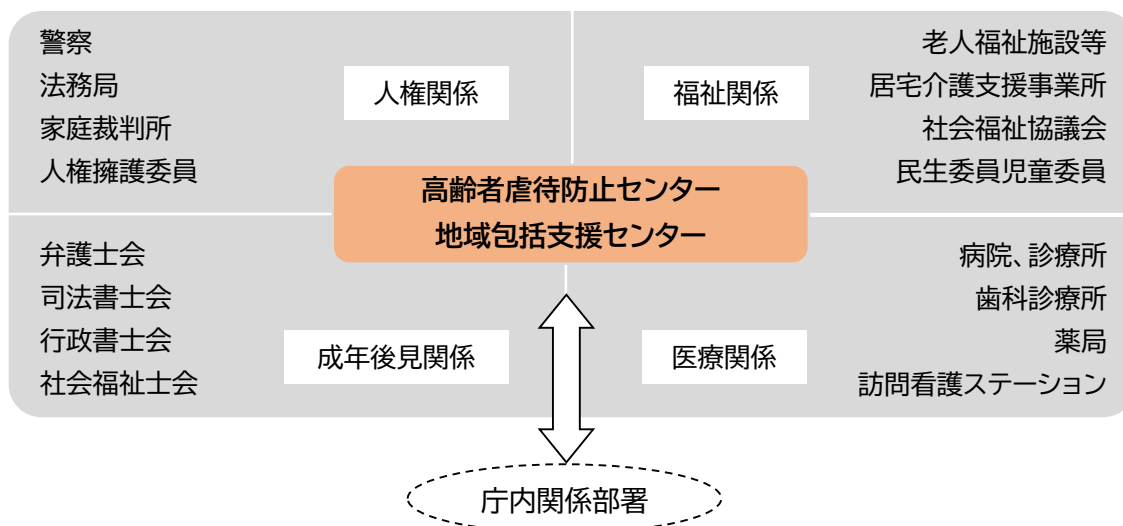 警察
法務局
家庭裁判所
人権擁護委員
人権関係
福祉関係
老人福祉施設等
居宅介護支援事業所
社会福祉協議会
民生委員児童委員
高齢者虐待防止センター
地域包括支援センター
弁護士会
司法書士会
行政書士会
社会福祉士会
成年後見関係
医療関係
病院、診療所
歯科診療所
薬局
訪問看護ステーション
庁内関係部署